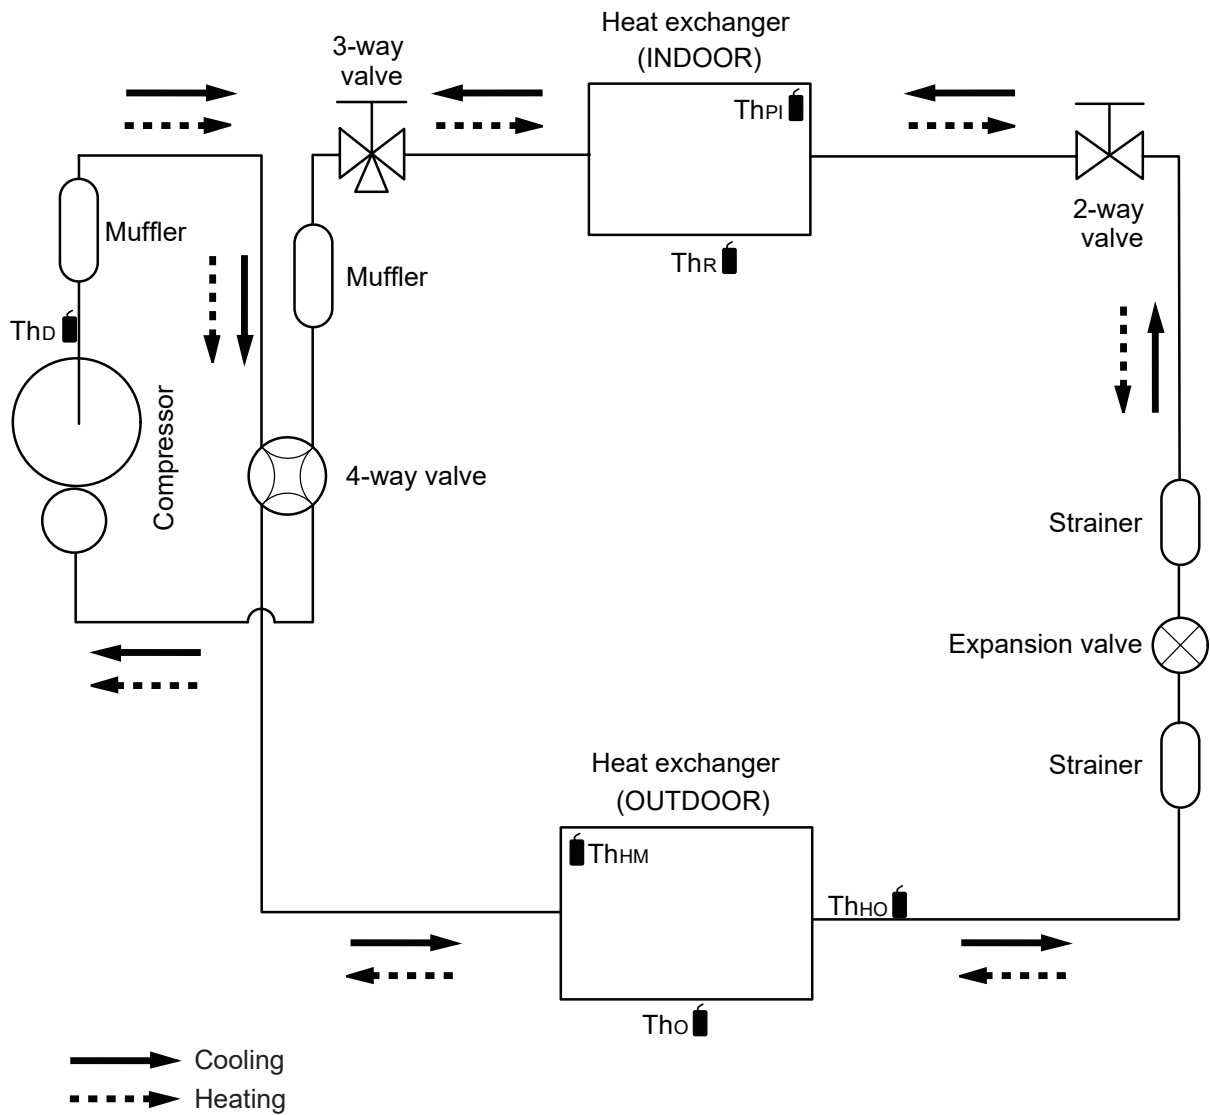 Heat exchanger
(INDOOR)
3-way
valve
ThPI
Muffler
2-way
valve
ThR
Muffler
ThD
Compressor
4-way valve
Strainer
Expansion valve
Heat exchanger
(OUTDOOR)
Strainer
ThHM
ThHO
ThO
Cooling
Heating